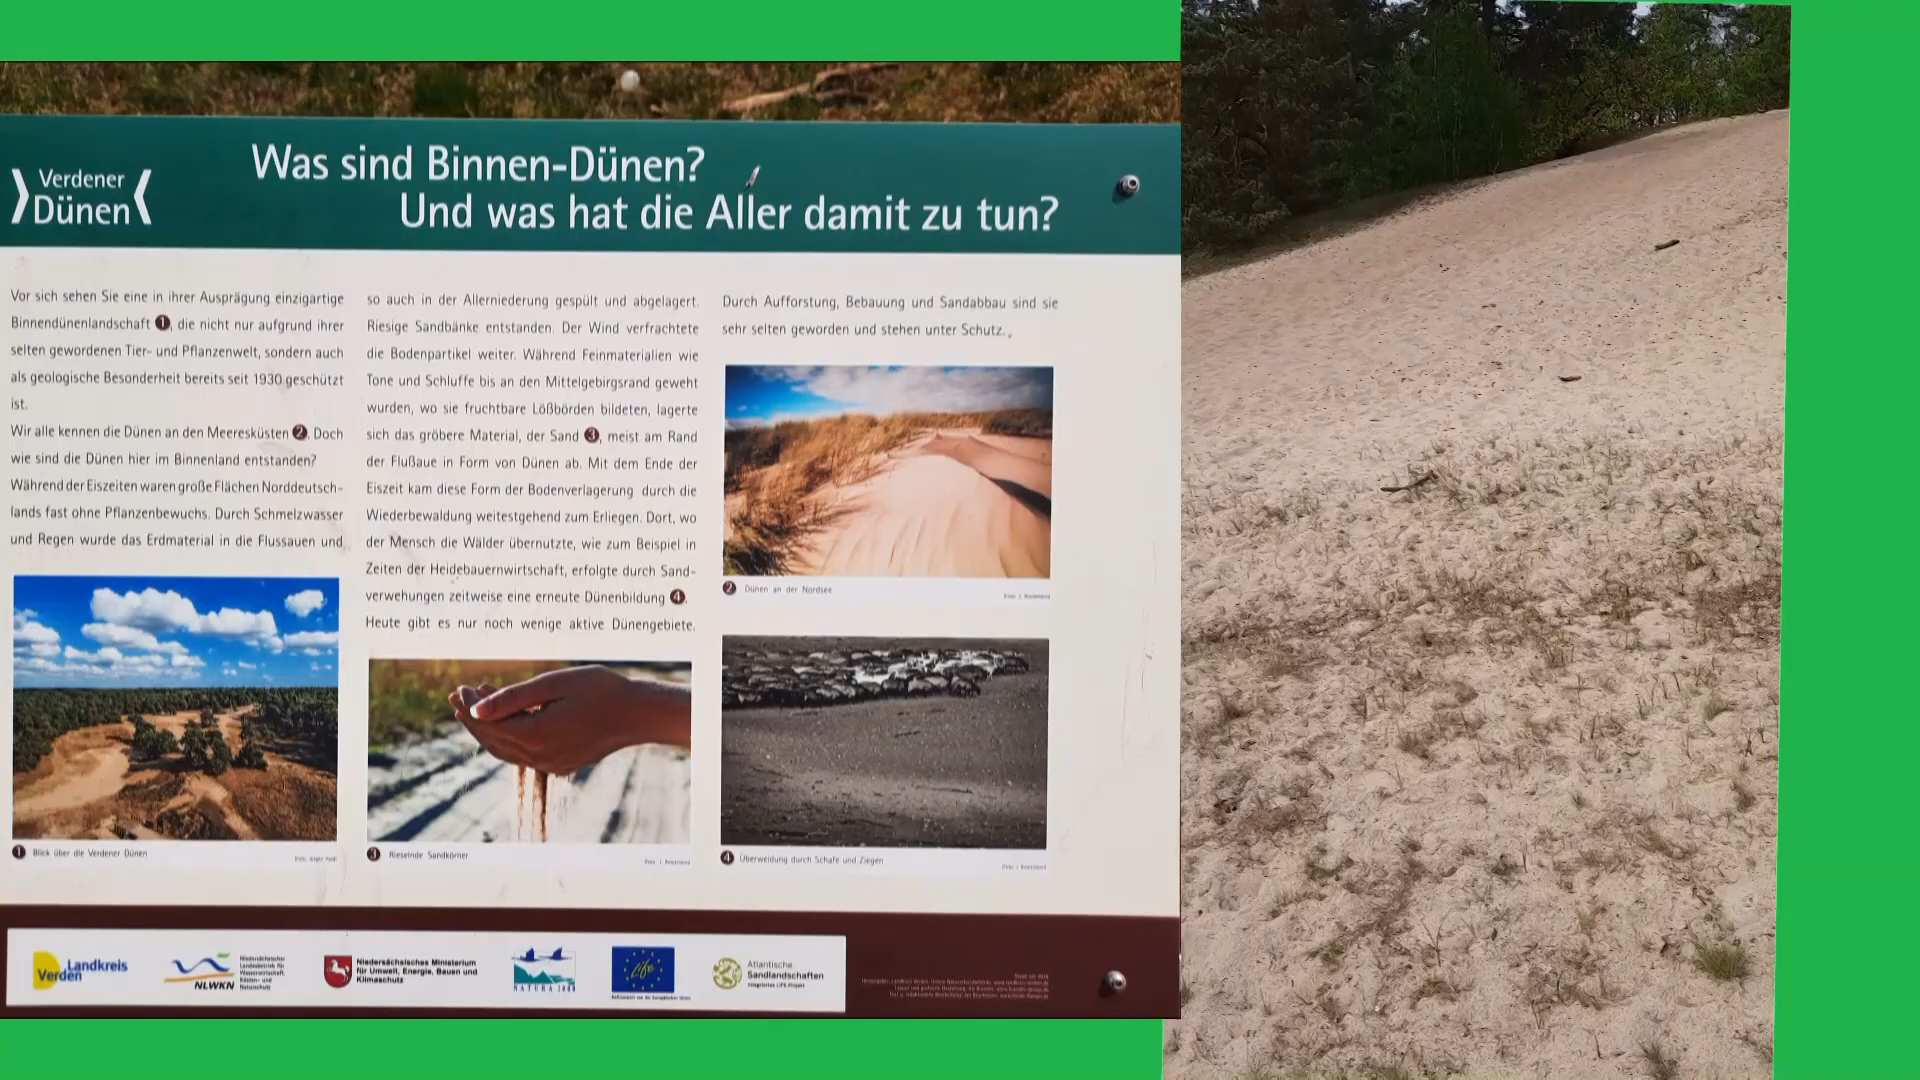 Verdener
Dünen
Was sind Binnen-Dünen?
Und was hat die Aller damit zu tun?
Vor sich sehen Sie eine in ihrer Ausprägung einzigartige
Binnendünenlandschaft 1, die nicht nur aufgrund ihrer
selten gewordenen Tier- und Pflanzenwelt, sondern auch
als geologische Besonderheit bereits seit 1930 geschützt
ist.
Wir alle kennen die Dünen an den Meeresküsten 2. Doch
wie sind die Dünen hier im Binnenland entstanden?
Während der Eiszeiten waren große Flächen Norddeutsch-
lands fast ohne Pflanzenbewuchs. Durch Schmelzwasser
und Regen wurde das Erdmaterial in die Flussauen und
1 Blick über die Verdener Dünen
so auch in der Allerniederung gespült und abgelagert.
Riesige Sandbänke entstanden. Der Wind verfrachtete
die Bodenpartikel weiter. Während Feinmaterialien wie
Tone und Schluffe bis an den Mittelgebirgsrand geweht
wurden, wo sie fruchtbare Lößbörden bildeten, lagerte
sich das gröbere Material, der Sand 3, meist am Rand
der Flußaue in Form von Dünen ab. Mit dem Ende der
Eiszeit kam diese Form der Bodenverlagerung durch die
Wiederbewaldung weitestgehend zum Erliegen. Dort, wo
der Mensch die Wälder übernutzte, wie zum Beispiel in
Zeiten der Heidebauernwirtschaft, erfolgte durch Sand-
verwehungen zeitweise eine erneute Dünenbildung 4.
Heute gibt es nur noch wenige aktive Dünengebiete.
3 Rieselnde Sandkörner
Durch Aufforstung, Bebauung und Sandabbau sind sie
sehr selten geworden und stehen unter Schutz.
2 Dünen an der Nordsee
4 Überweidung durch Schafe und Ziegen
Landkreis
Verden
NLWKN
Niedersächsischer
Landesbetrieb für
Wasserwirtschaft,
Küsten- und
Naturschutz
Niedersächsisches Ministerium
für Umwelt, Energie, Bauen und
Klimaschutz
NATURA 2000
Life
Atlantische
Sandlandschaften
Integriertes LIFE-Projekt